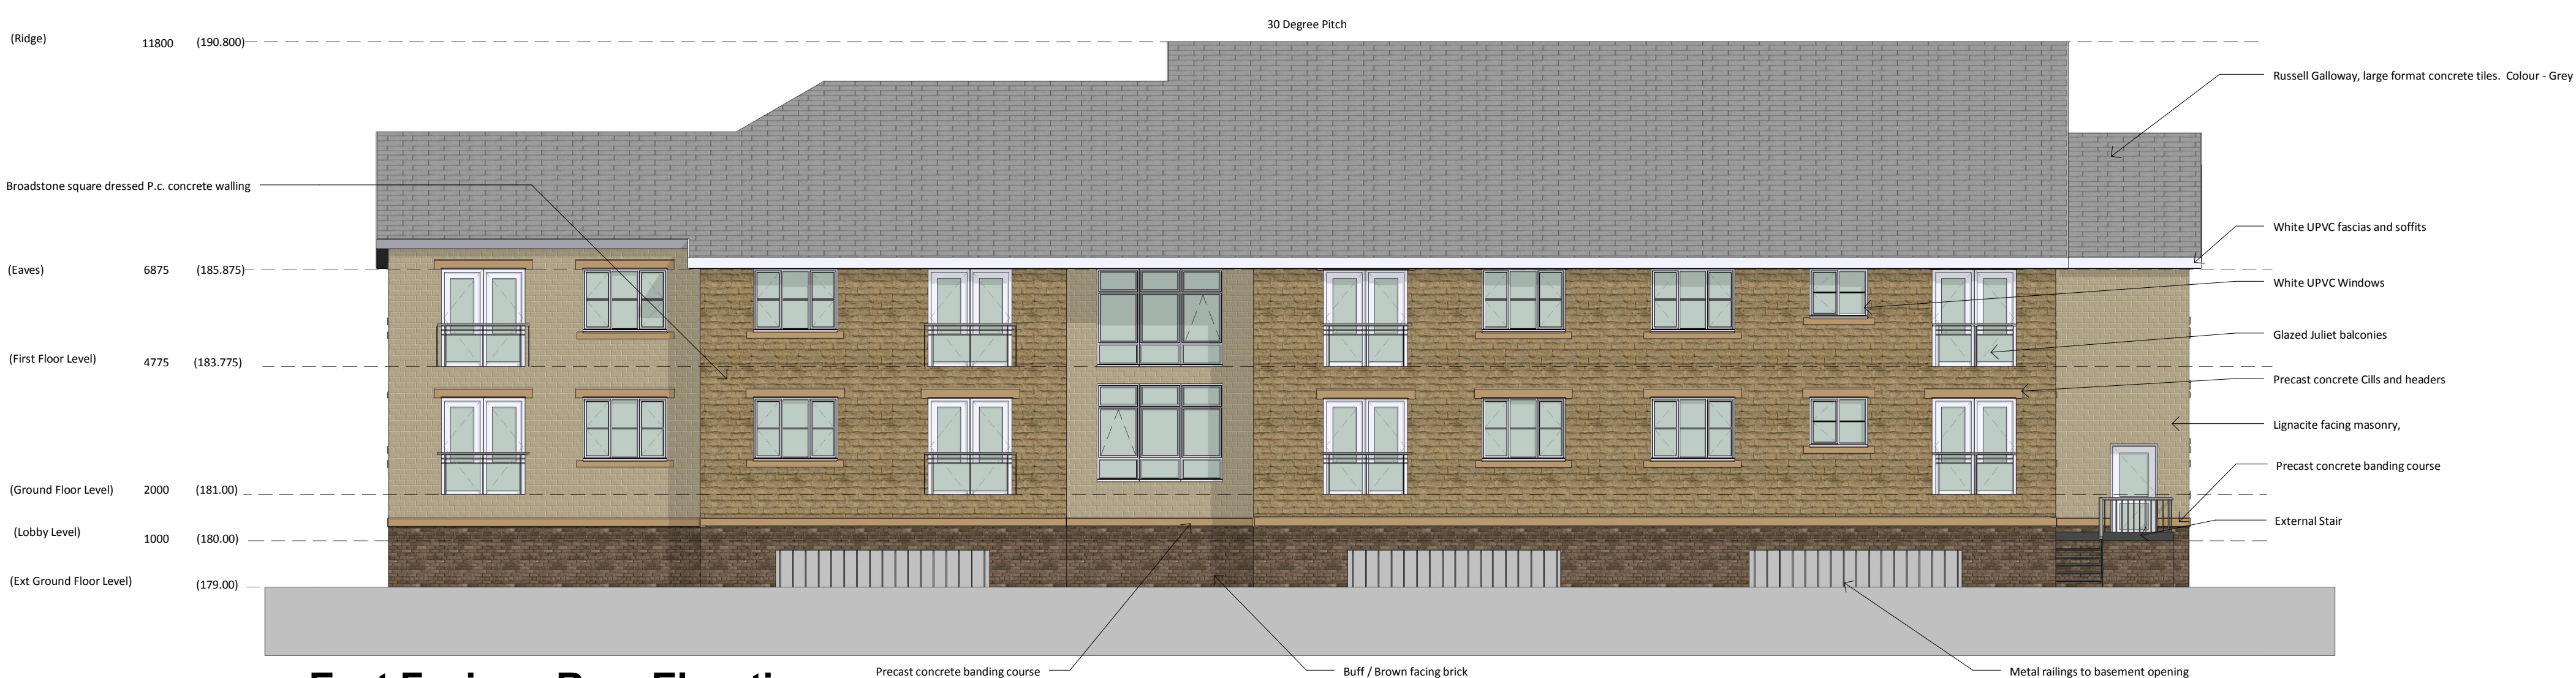 30 Degree Pitch
(Ridge) 11800 (190.800)
Russell Galloway, large format concrete tiles. Colour - Grey
Broadstone square dressed P.c. concrete walling
White UPVC fascias and soffits
(Eaves) 6875 (185.875)
White UPVC Windows
Glazed Juliet balconies
(First Floor Level) 4775 (183.775)
Precast concrete Cills and headers
Lignacite facing masonry,
Precast concrete banding course
(Ground Floor Level) 2000 (181.00)
External Stair
(Lobby Level) 1000 (180.00)
(Ext Ground Floor Level) (179.00)
Precast concrete banding course
Buff / Brown facing brick
Metal railings to basement opening